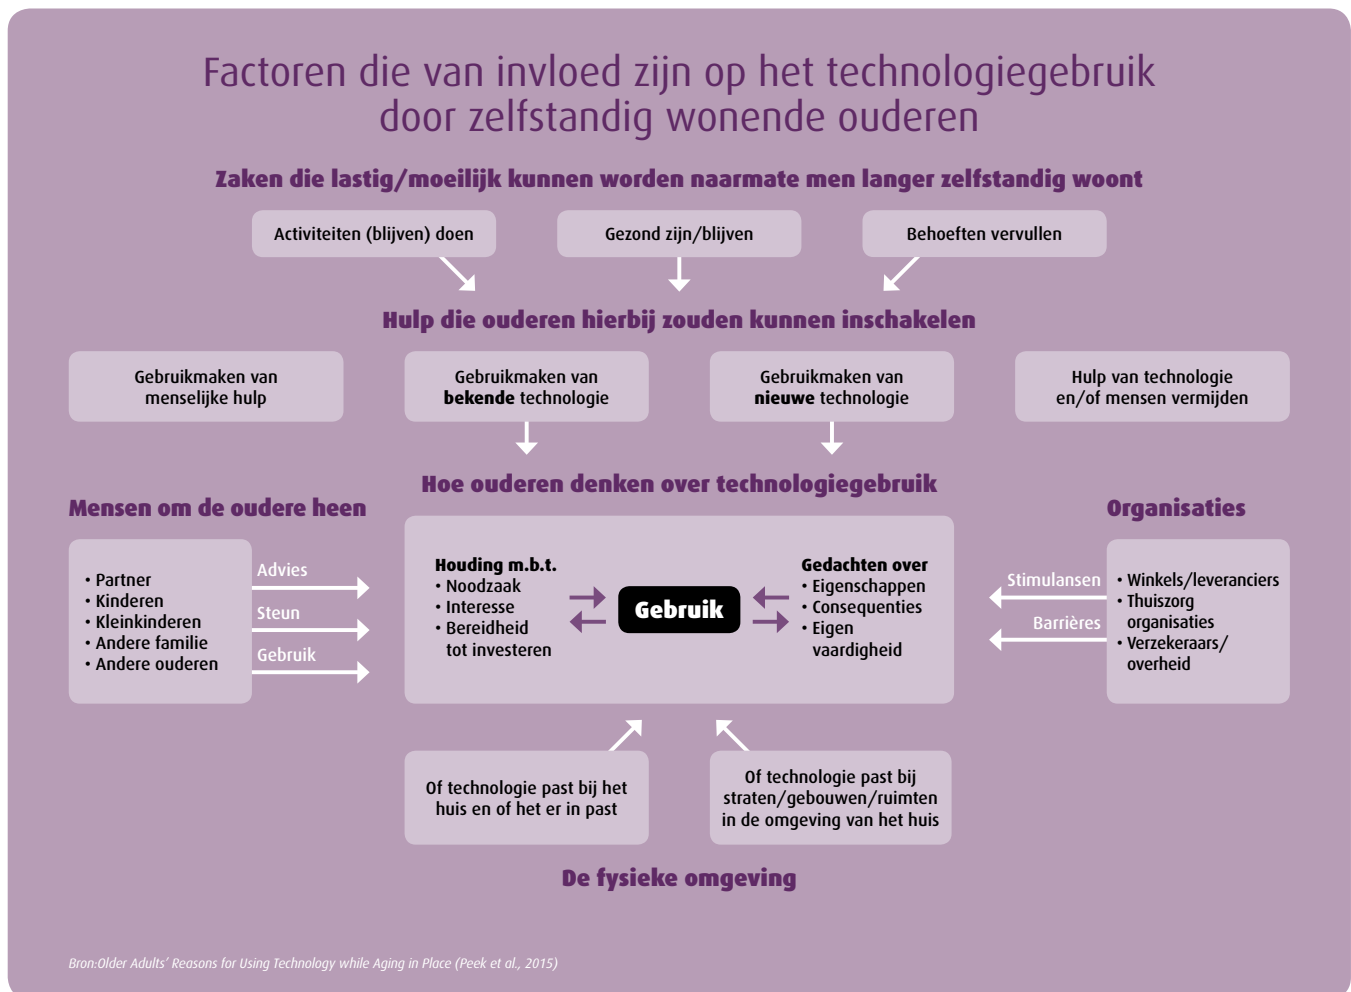 Factoren die van invloed zijn op het technologiegebruik
door zelfstandig wonende ouderen
Zaken die lastig/moeilijk kunnen worden naarmate men langer zelfstandig woont
Activiteiten (blijven) doen
Gezond zijn/blijven
Behoeften vervullen
Hulp die ouderen hierbij zouden kunnen inschakelen
Gebruikmaken van
menselijke hulp
Gebruikmaken van
bekende technologie
Gebruikmaken van
nieuwe technologie
Hulp van technologie
en/of mensen vermijden
Mensen om de oudere heen
• Partner
• Kinderen
• Kleinkinderen
• Andere familie
• Andere ouderen
Advies
Steun
Gebruik
Hoe ouderen denken over technologiegebruik
Houding m.b.t.
• Noodzaak
• Interesse
• Bereidheid
tot investeren
Gebruik
Gedachten over
• Eigenschappen
• Consequenties
• Eigen
vaardigheid
Organisaties
Stimulansen
Barrières
• Winkels/leveranciers
• Thuiszorg
organisaties
• Verzekeraars/
overheid
Of technologie past bij het
huis en of het er in past
Of technologie past bij
straten/gebouwen/ruimten
in de omgeving van het huis
De fysieke omgeving
Bron:Older Adults' Reasons for Using Technology while Aging in Place (Peek et al., 2015)